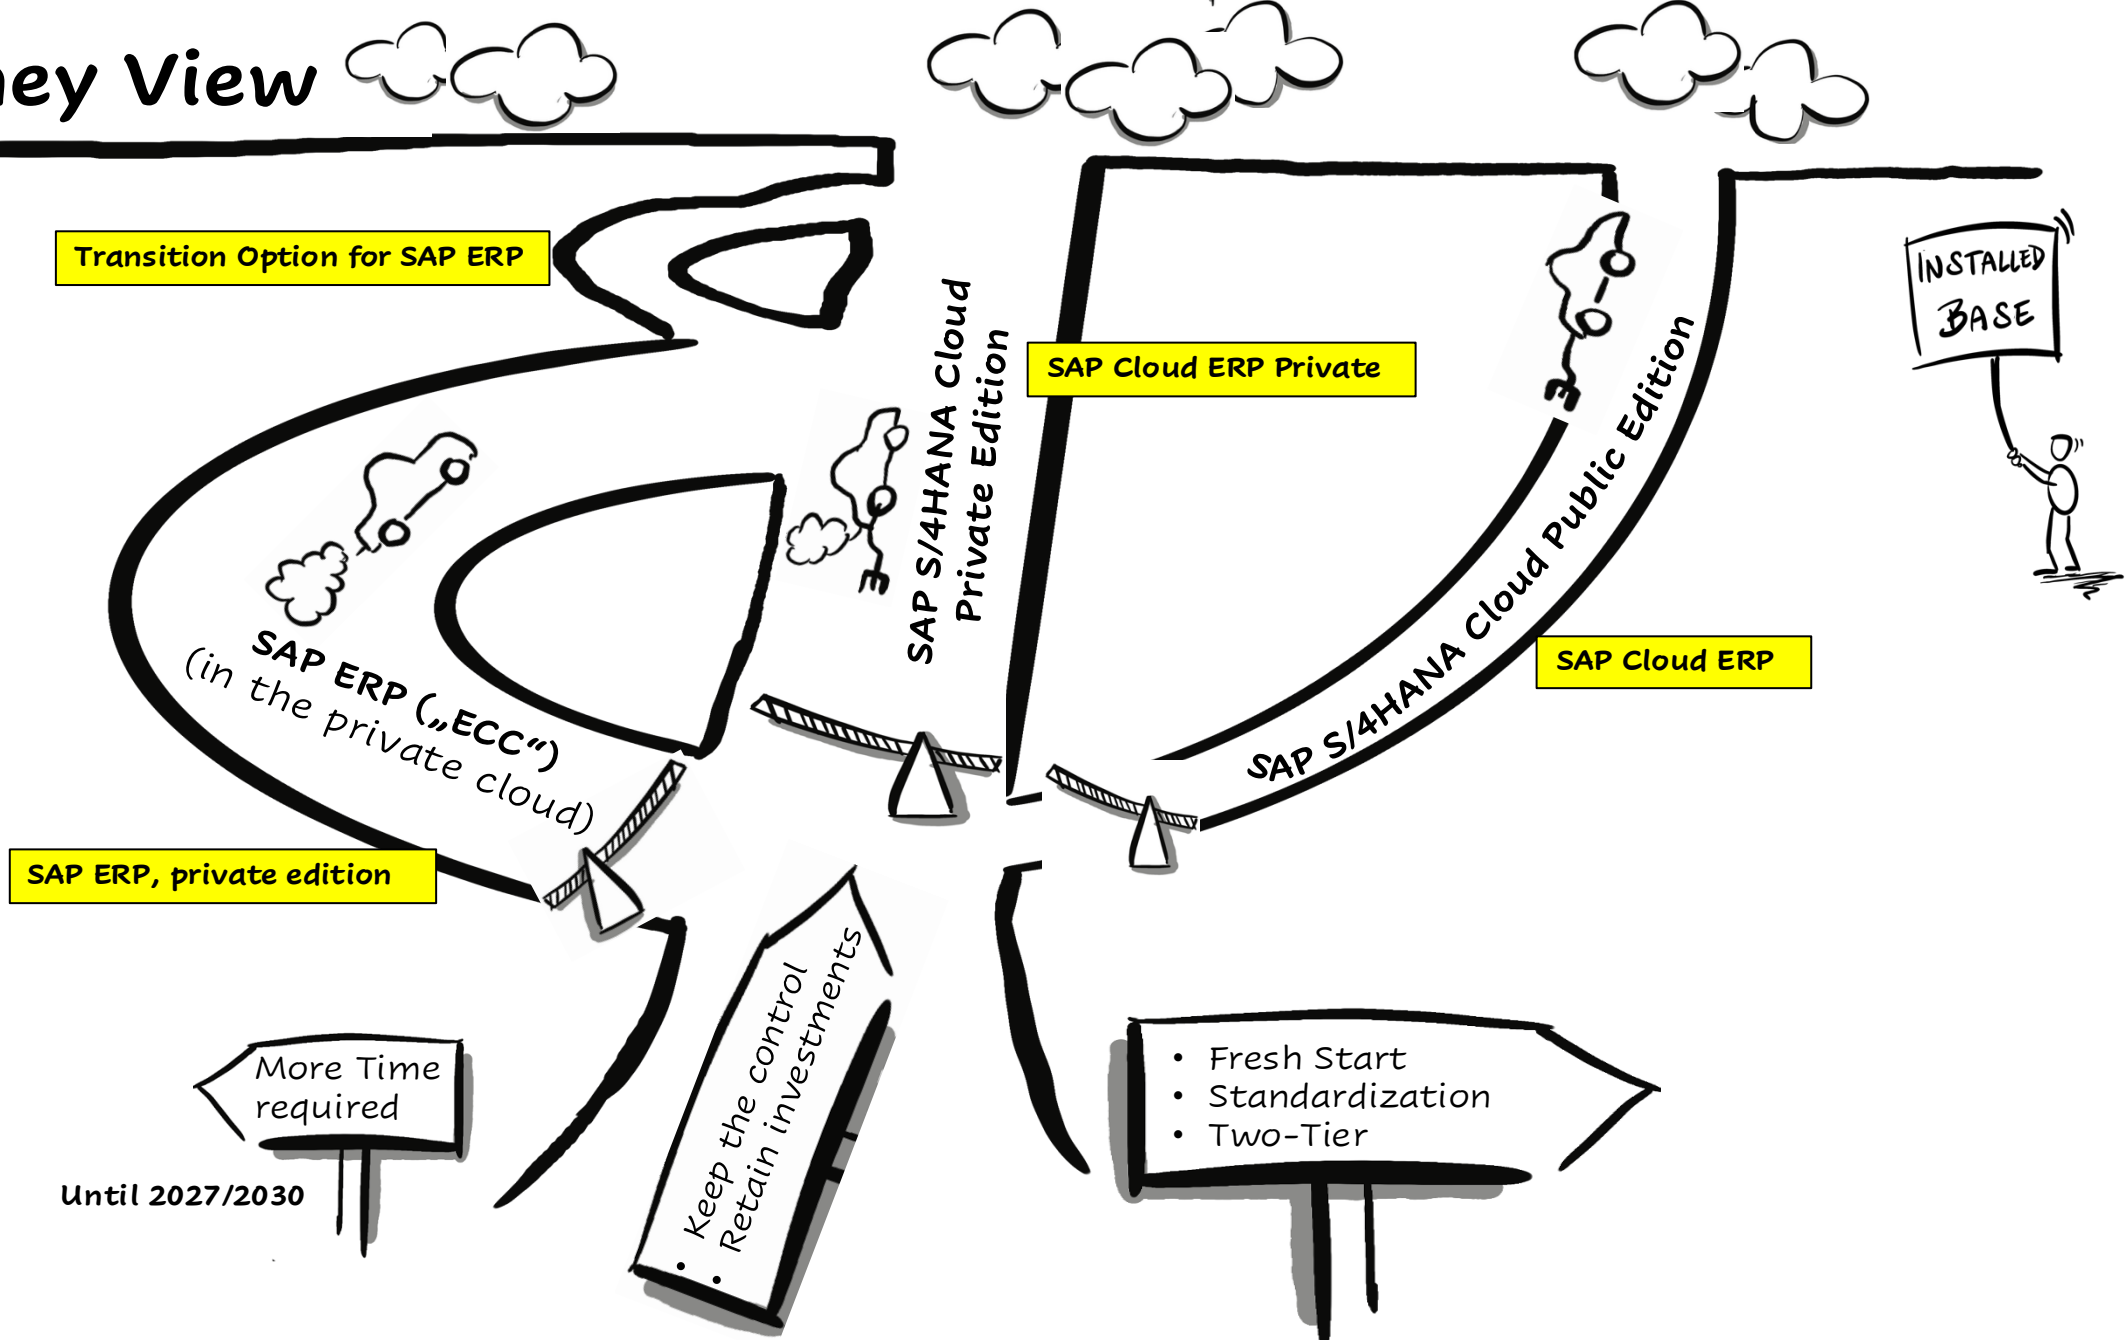 View
Transition Option for SAP ERP
INSTALLED
BASE
SAP S/4HANA Cloud
Private Edition
SAP Cloud ERP Private
SAP S/4HANA Cloud Public Edition
SAP Cloud ERP
SAP ERP („ECC“)
(in the private cloud)
SAP ERP, private edition
More Time
required
Until 2027/2030
• Keep the control
• Retain investments
• Fresh Start
• Standardization
• Two-Tier